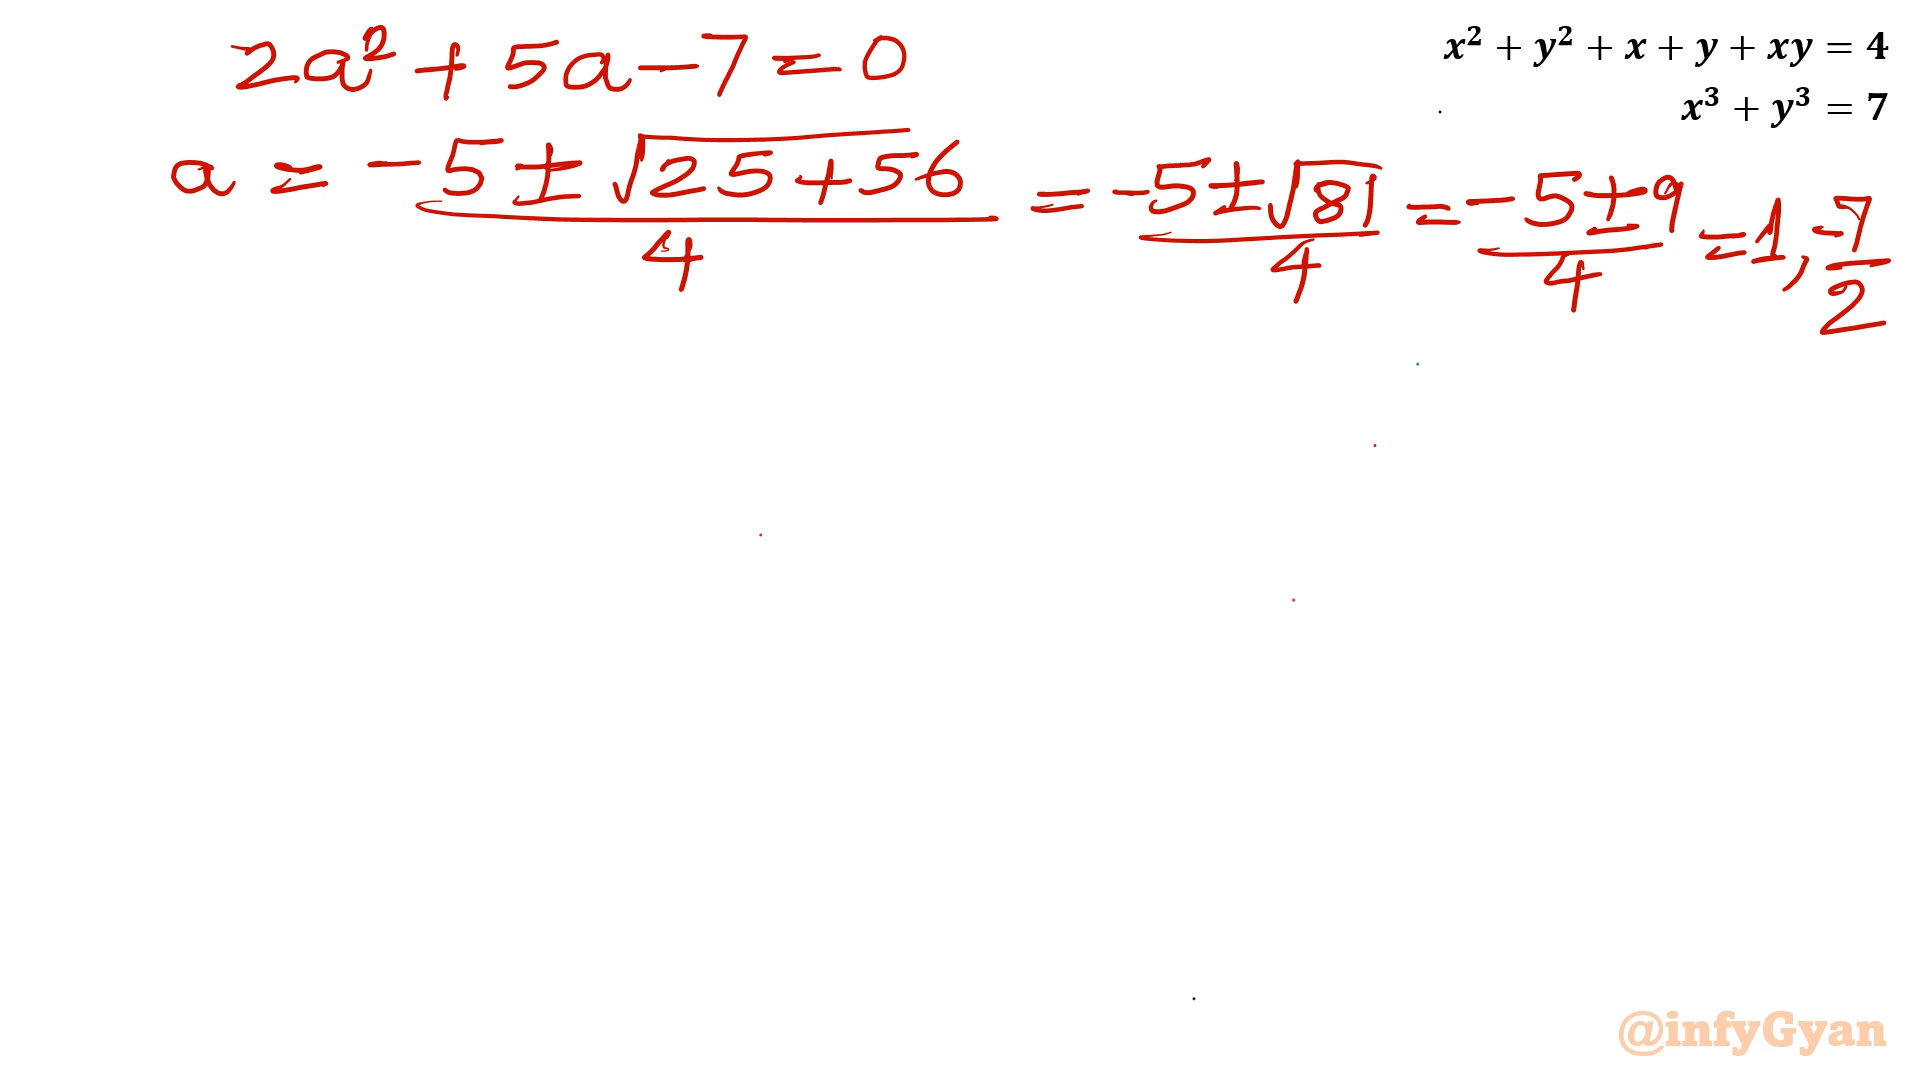 2a² + 5a - 7 = 0
x² + y² + x + y + xy = 4
x³ + y³ = 7
a = (-5 ± √(25 + 56))/4 = (-5 ± √81)/4 = (-5 ± 9)/4 = 1, -7/2
@infyGyan